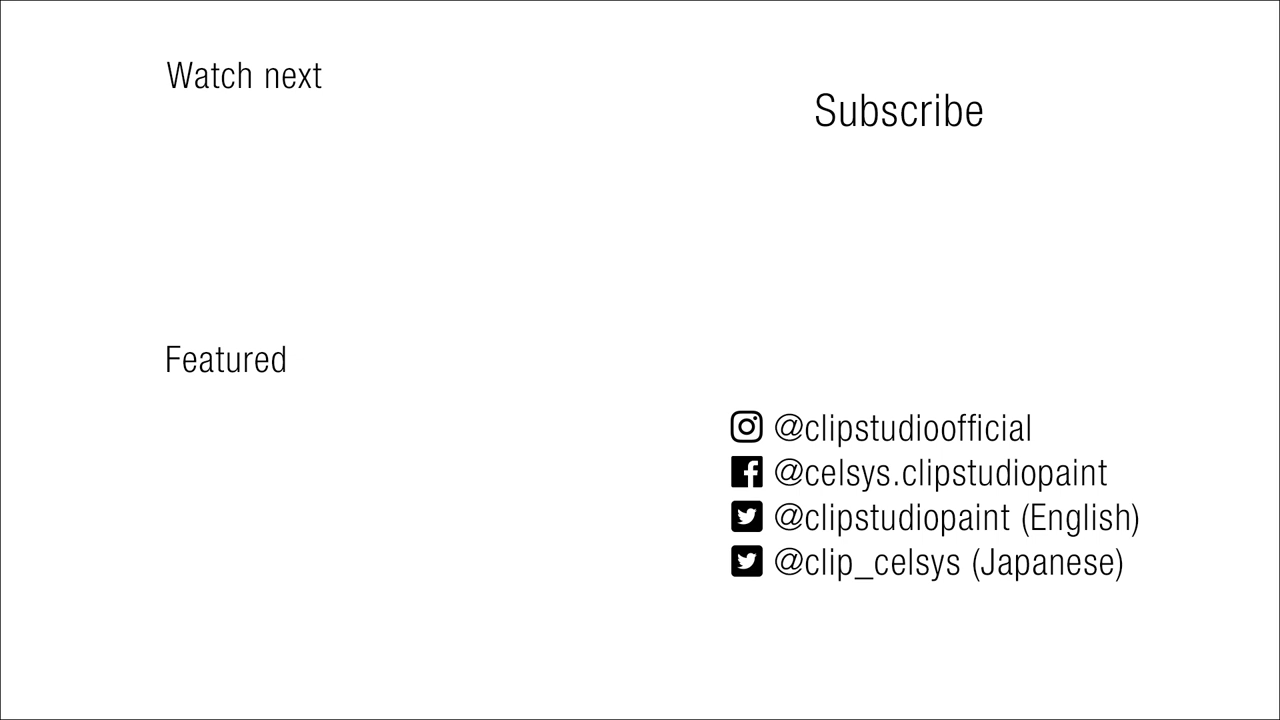 Watch next
Subscribe
Featured
@clipstudioofficial
@celsys.clipstudiopaint
@clipstudiopaint (English)
@clip_celsys (Japanese)